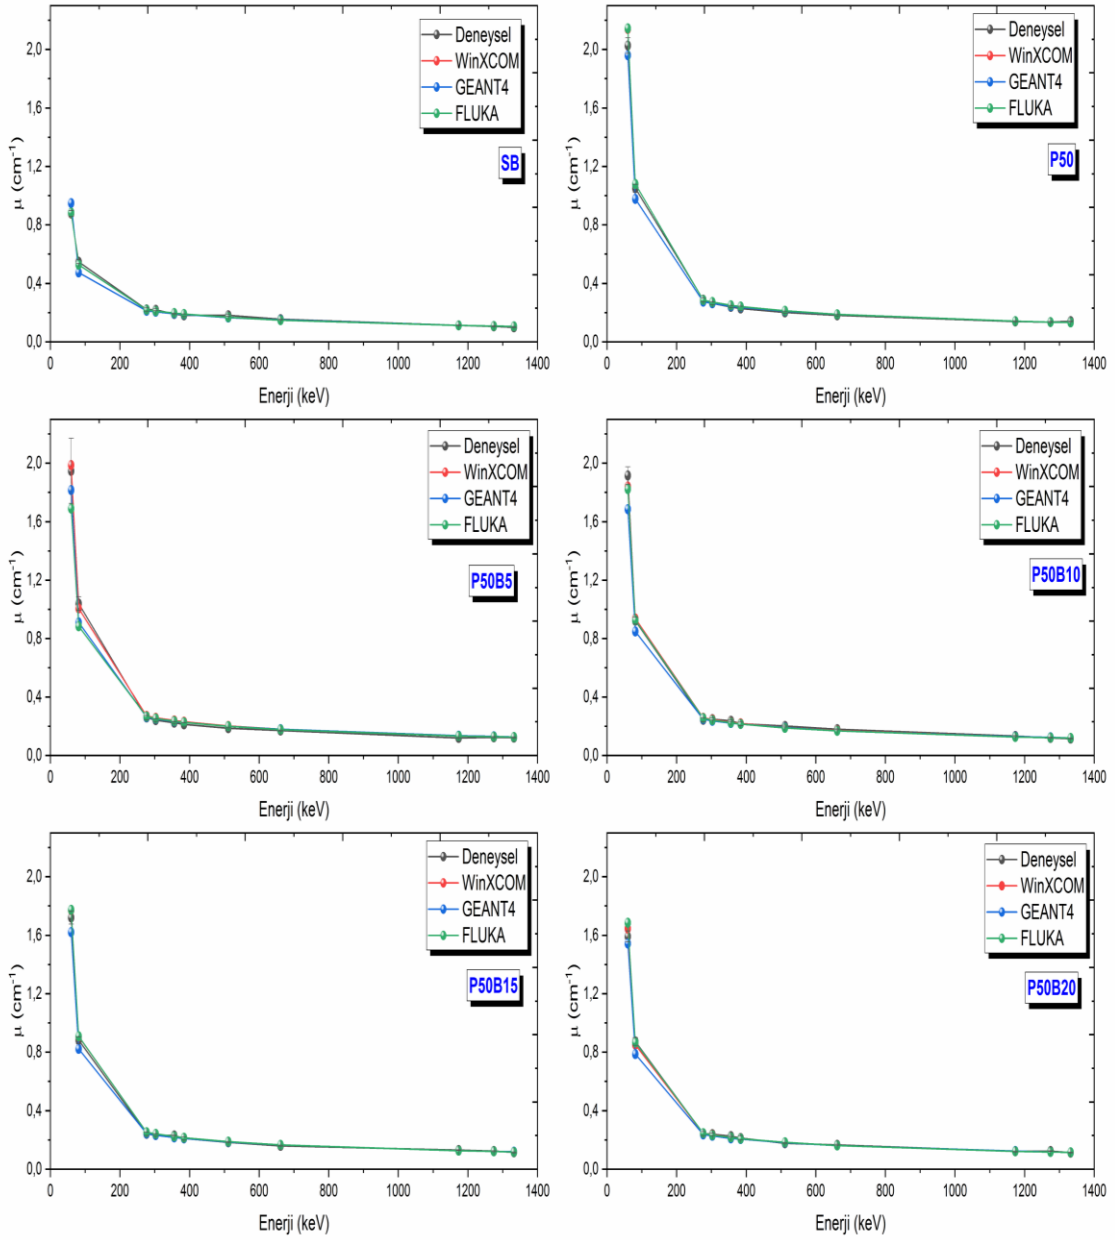 2,0
1,6
1,2
0,8
0,4
0,0
μ (cm⁻¹)
Deneysel
WinXCOM
GEANT4
FLUKA
SB
0 200 400 600 800 1000 1200 1400
Enerji (keV)
2,0
1,6
1,2
0,8
0,4
0,0
μ (cm⁻¹)
Deneysel
WinXCOM
GEANT4
FLUKA
P50
0 200 400 600 800 1000 1200 1400
Enerji (keV)
2,0
1,6
1,2
0,8
0,4
0,0
μ (cm⁻¹)
Deneysel
WinXCOM
GEANT4
FLUKA
P50B5
0 200 400 600 800 1000 1200 1400
Enerji (keV)
2,0
1,6
1,2
0,8
0,4
0,0
μ (cm⁻¹)
Deneysel
WinXCOM
GEANT4
FLUKA
P50B10
0 200 400 600 800 1000 1200 1400
Enerji (keV)
2,0
1,6
1,2
0,8
0,4
0,0
μ (cm⁻¹)
Deneysel
WinXCOM
GEANT4
FLUKA
P50B15
0 200 400 600 800 1000 1200 1400
Enerji (keV)
2,0
1,6
1,2
0,8
0,4
0,0
μ (cm⁻¹)
Deneysel
WinXCOM
GEANT4
FLUKA
P50B20
0 200 400 600 800 1000 1200 1400
Enerji (keV)